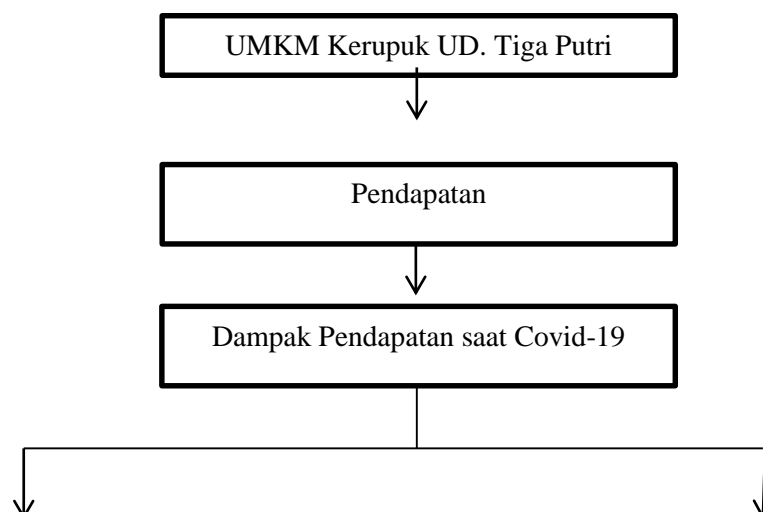 UMKM Kerupuk UD. Tiga Putri
Pendapatan
Dampak Pendapatan saat Covid-19